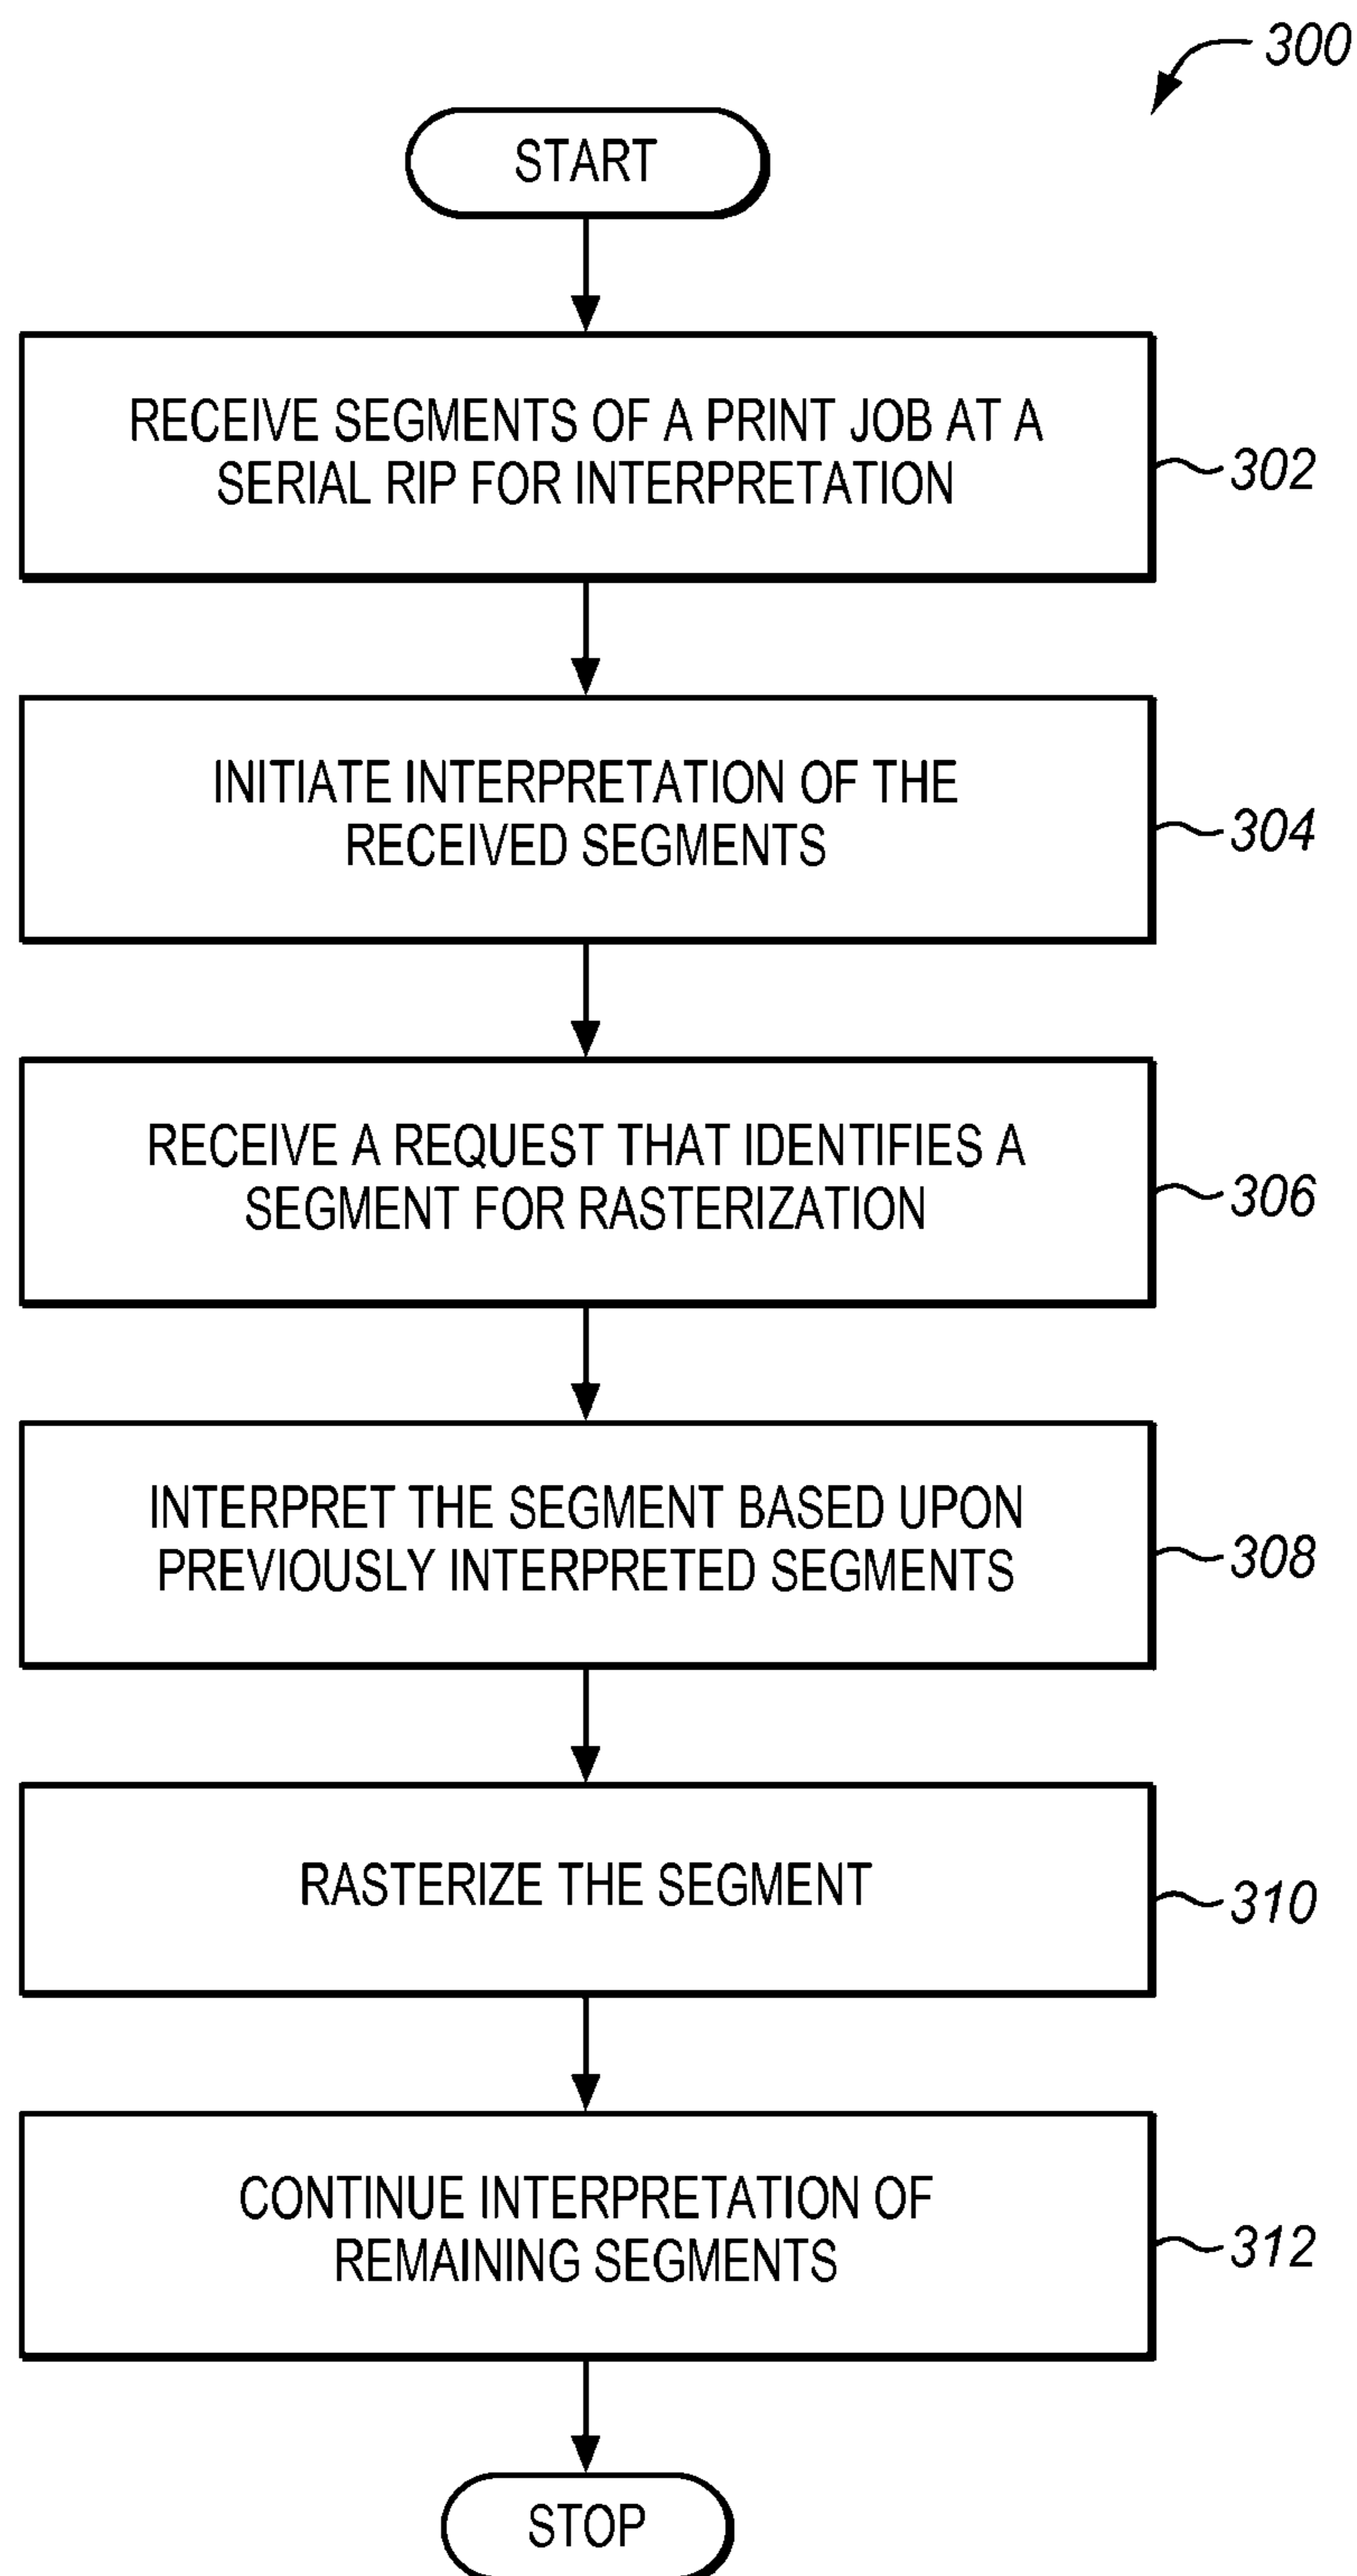 300
START
RECEIVE SEGMENTS OF A PRINT JOB AT A
SERIAL RIP FOR INTERPRETATION
302
INITIATE INTERPRETATION OF THE
RECEIVED SEGMENTS
304
RECEIVE A REQUEST THAT IDENTIFIES A
SEGMENT FOR RASTERIZATION
306
INTERPRET THE SEGMENT BASED UPON
PREVIOUSLY INTERPRETED SEGMENTS
308
RASTERIZE THE SEGMENT
310
CONTINUE INTERPRETATION OF
REMAINING SEGMENTS
312
STOP